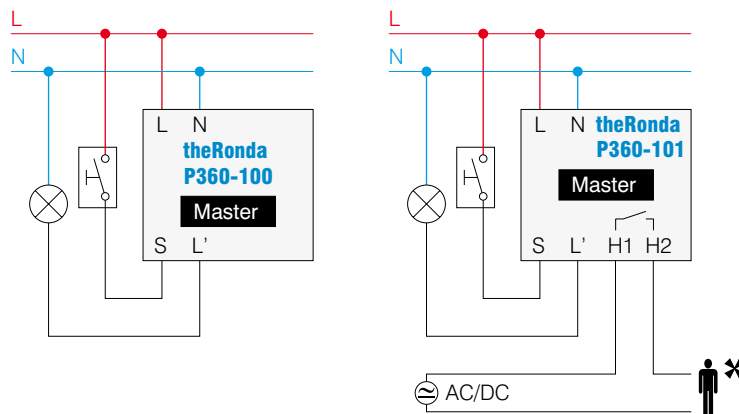 L
N
L N
theRonda
P360-100
Master
S L’
L
N
L N theRonda
P360-101
Master
S L’ H1 H2
AC/DC